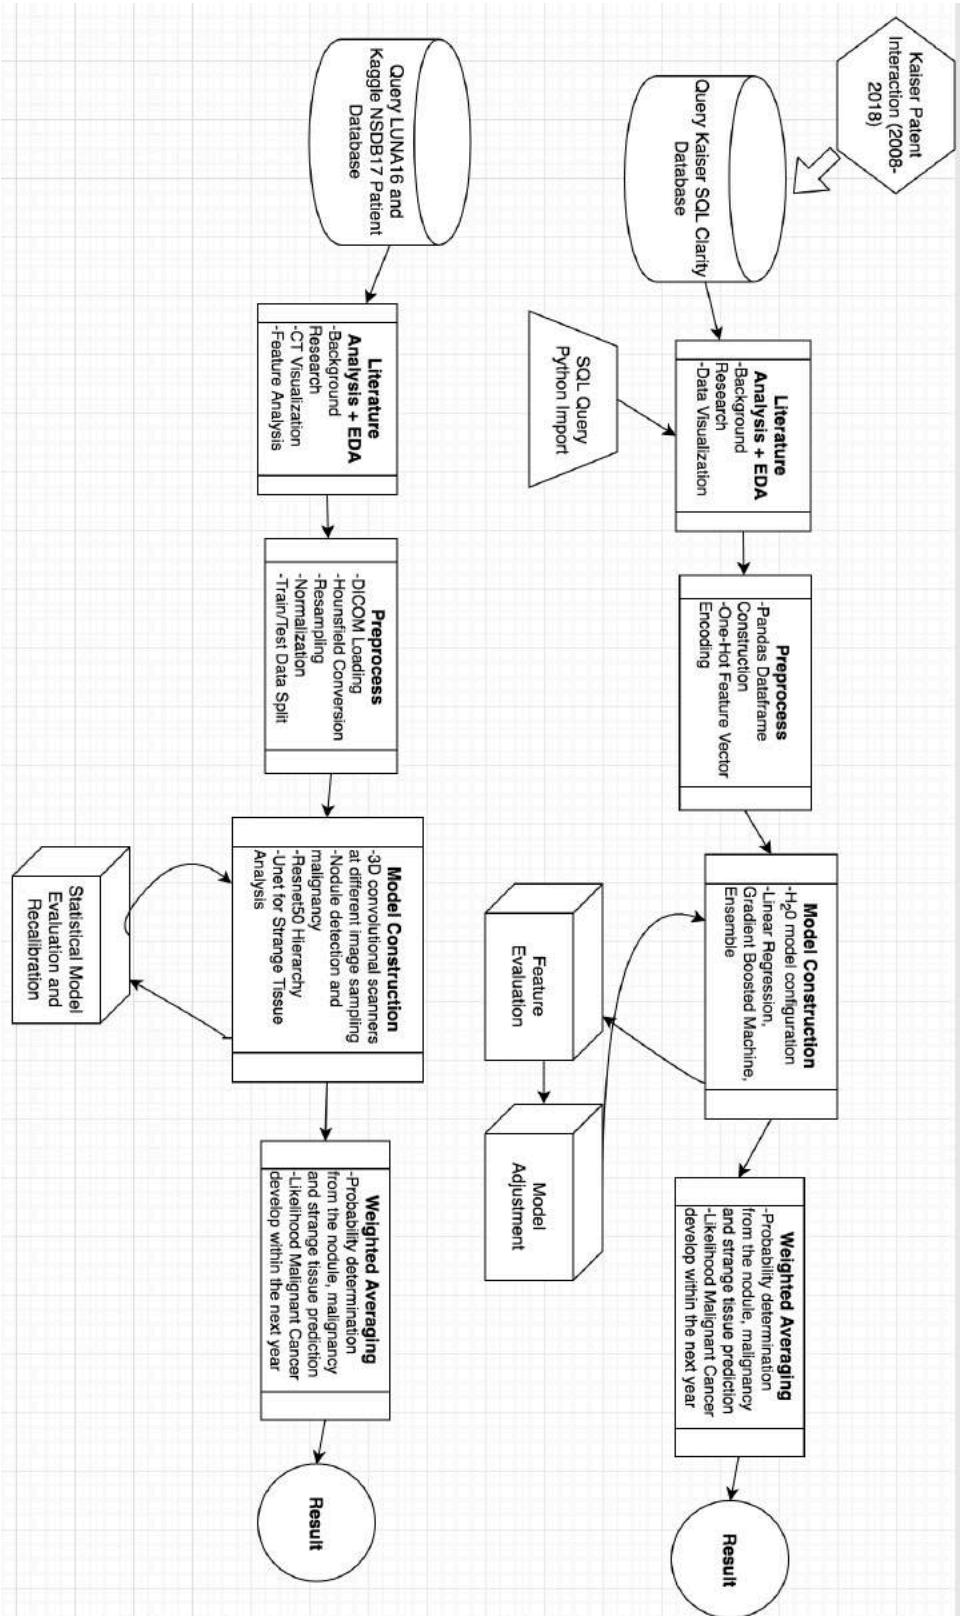 Kaiser Patent
Interaction (2008-
2018)
Query Kaiser SQL Clarity
Database
SQL Query
Python Import
Literature
Analysis + EDA
-Background
Research
-Data Visualization
Preprocess
-Pandas Dataframe
Construction
-One-Hot Feature Vector
Encoding
Model Construction
-H₂0 model configuration
-Linear Regression,
Gradient Boosted Machine,
Ensemble
Feature
Evaluation
Model
Adjustment
Weighted Averaging
-Probability determination
from the nodule, malignancy
and strange tissue prediction
-Likelihood Malignant Cancer
develop within the next year
Result
Query LUNA16 and
Kaggle NSDB17 Patient
Database
Literature
Analysis + EDA
-Background
Research
-CT Visualization
-Feature Analysis
Preprocess
-DICOM Loading
-Hounsfield Conversion
-Resampling
-Normalization
-Train/Test Data Split
Model Construction
-3D convolutional scanners
at different image sampling
-Nodule detection and
malignancy
-Resnet50 Hierarchy
-Unet for Strange Tissue
Analysis
Statistical Model
Evaluation and
Recalibration
Weighted Averaging
-Probability determination
from the nodule, malignancy
and strange tissue prediction
-Likelihood Malignant Cancer
develop within the next year
Result